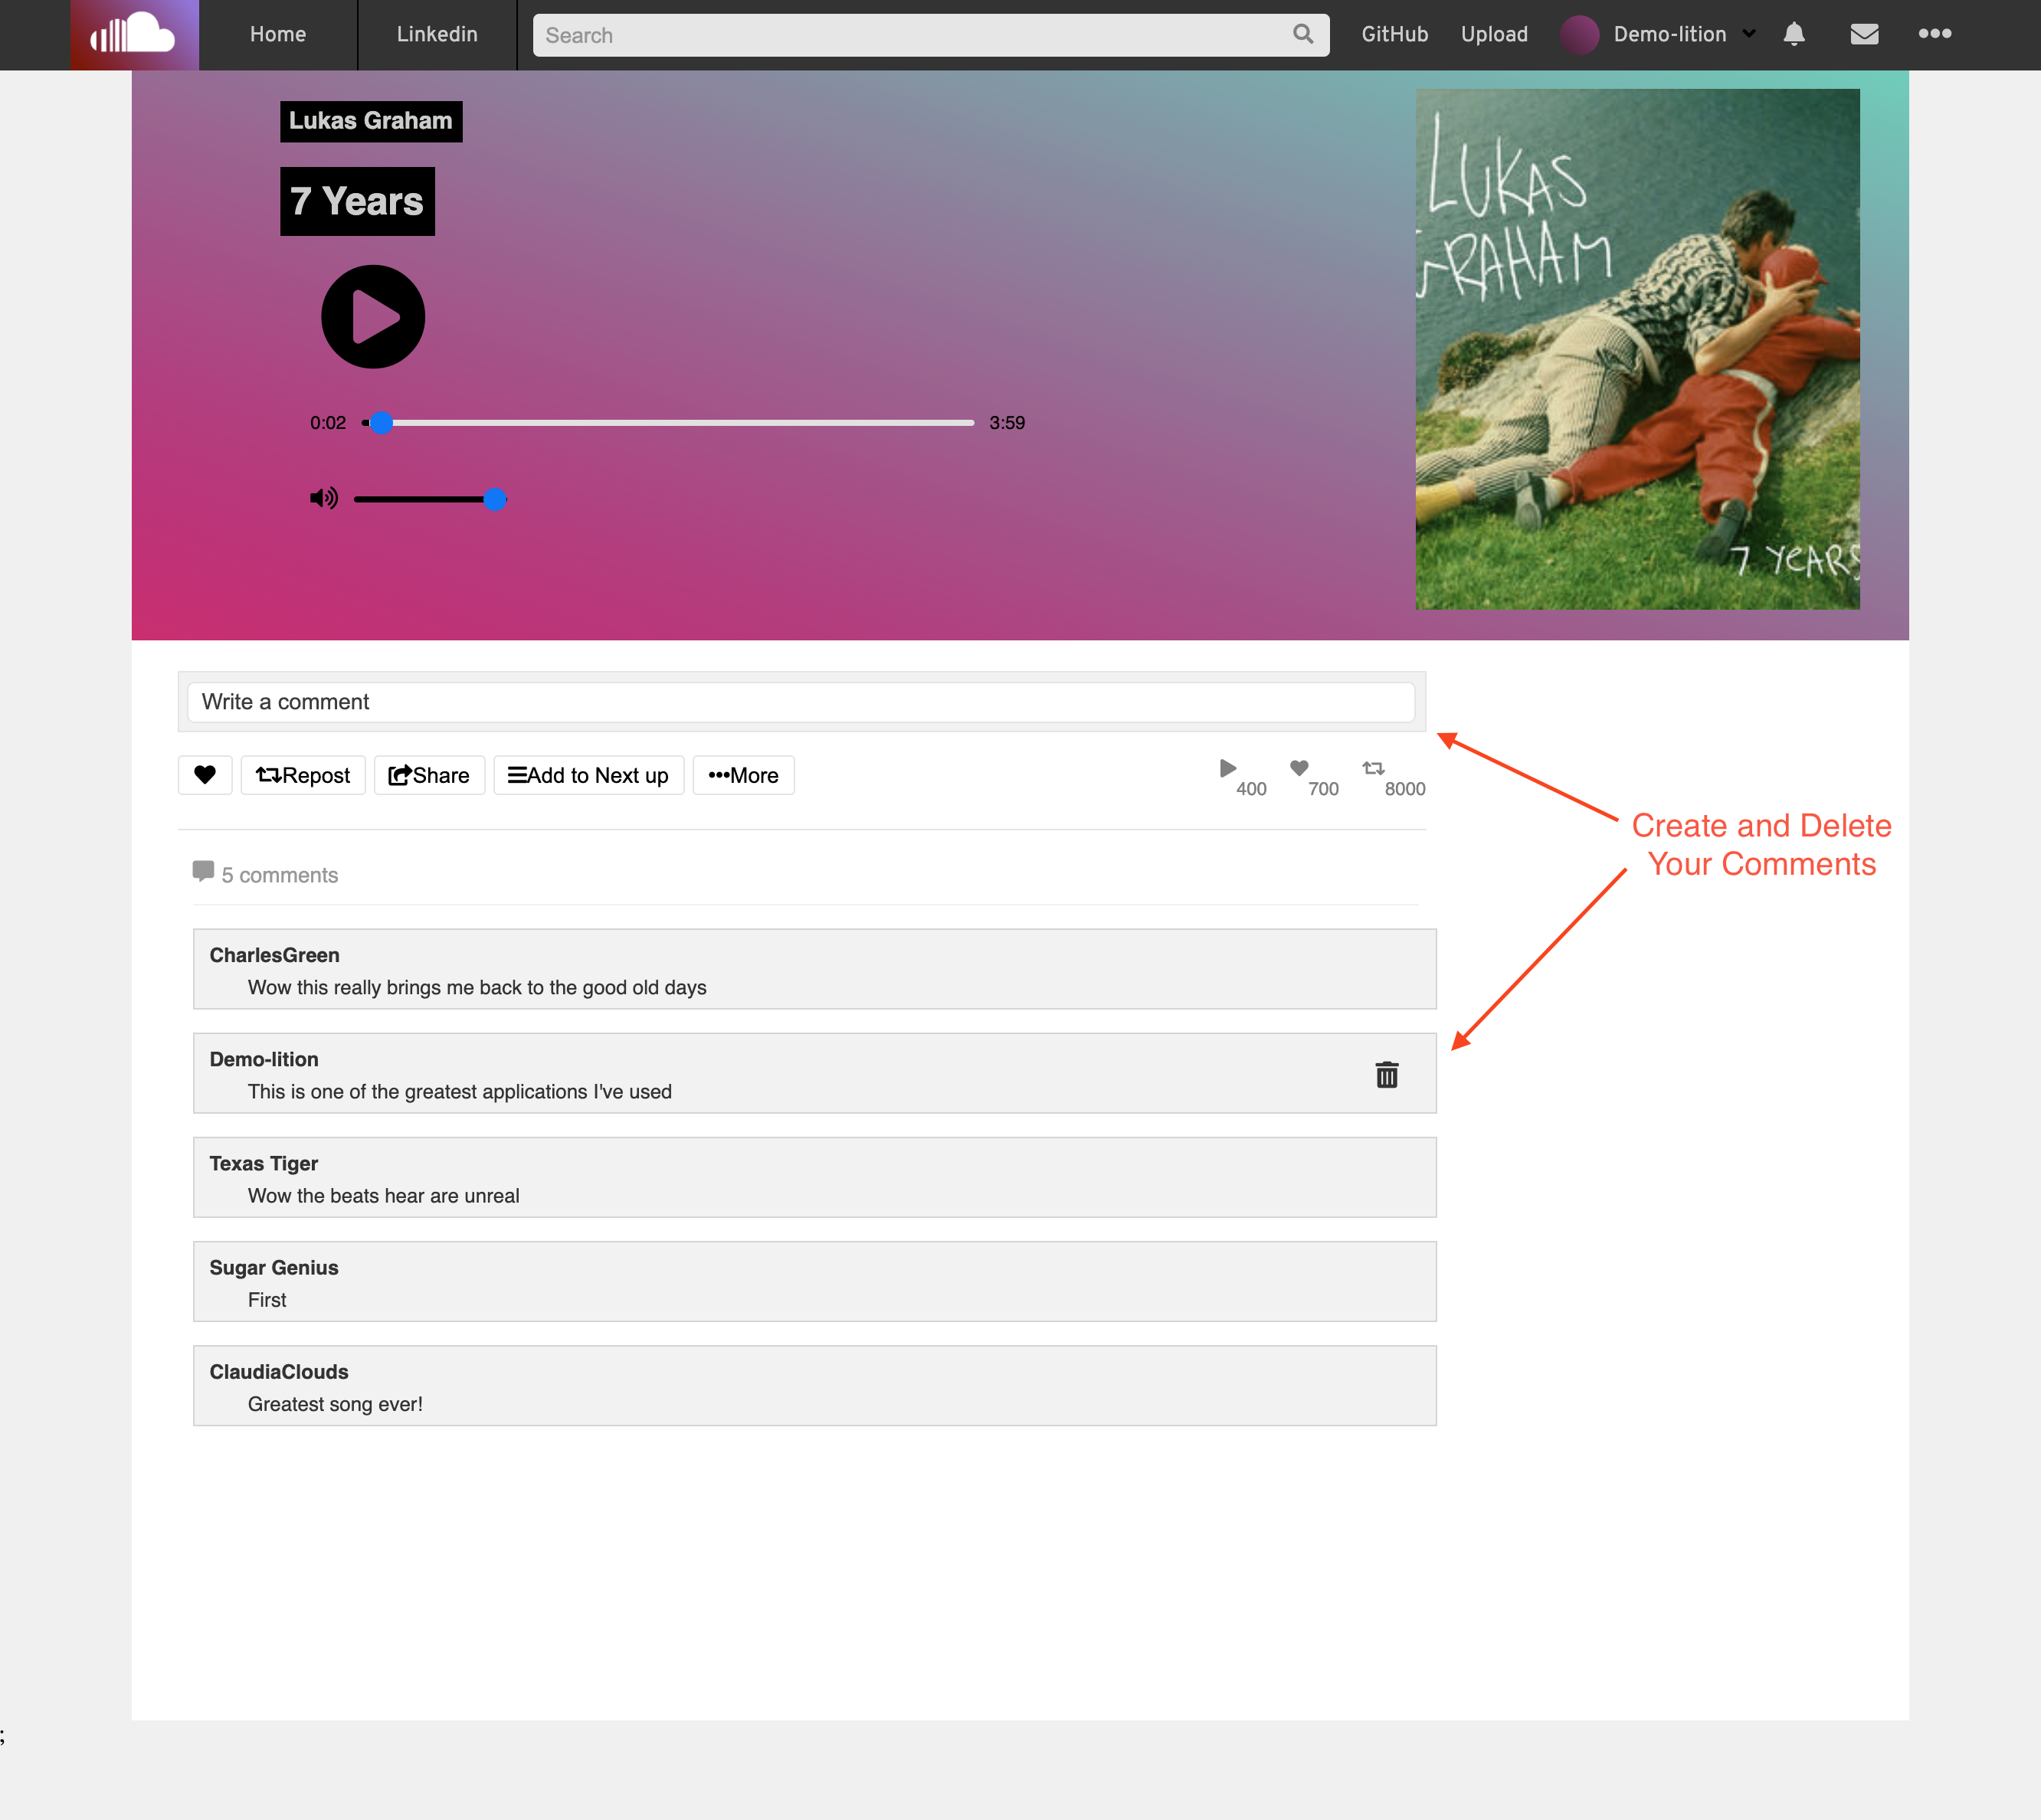 Home
Linkedin
Search
GitHub
Upload
Demo-lition
Lukas Graham
7 Years
0:02
3:59
LUKAS
GRAHAM
7 YEARS
Write a comment
Repost
Share
Add to Next up
More
400
700
8000
Create and Delete
Your Comments
5 comments
CharlesGreen
Wow this really brings me back to the good old days
Demo-lition
This is one of the greatest applications I've used
Texas Tiger
Wow the beats hear are unreal
Sugar Genius
First
ClaudiaClouds
Greatest song ever!
;